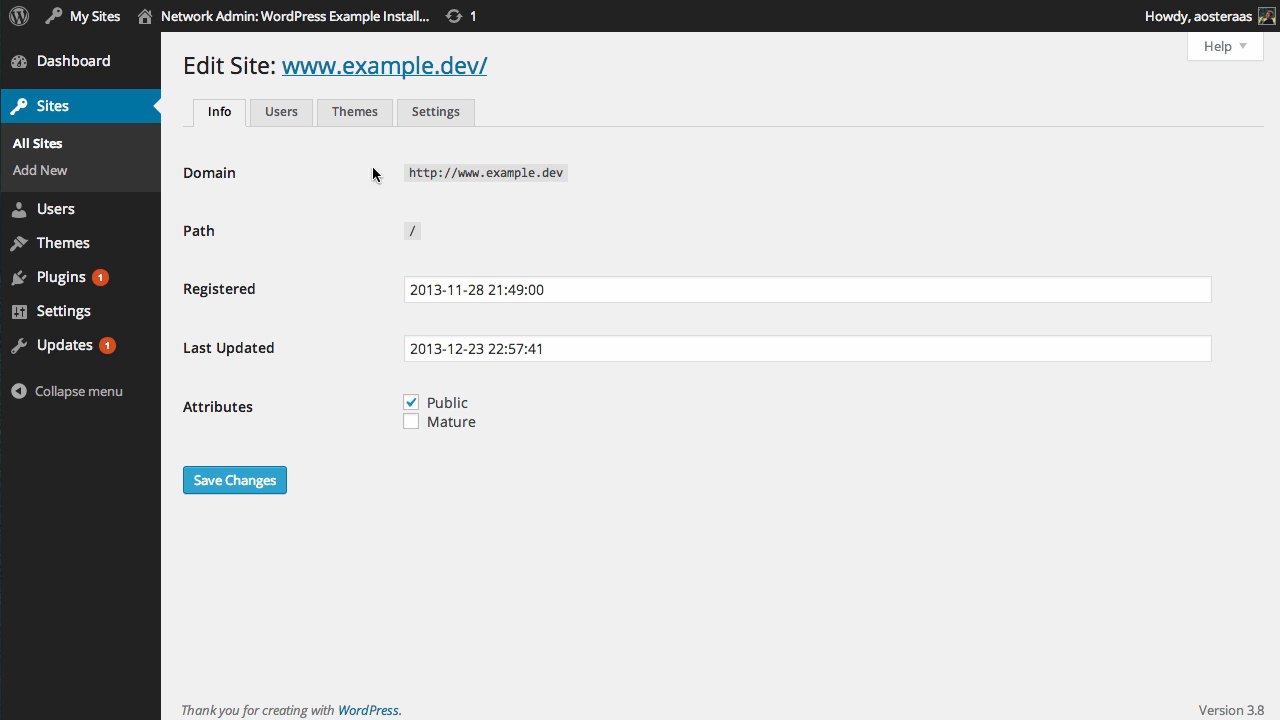 My Sites Network Admin: WordPress Example Install... 1 Howdy, aosteraas
Help
Dashboard
Sites
All Sites
Add New
Users
Themes
Plugins 1
Settings
Updates 1
Collapse menu
Edit Site: www.example.dev/
Info Users Themes Settings
Domain http://www.example.dev
Path /
Registered 2013-11-28 21:49:00
Last Updated 2013-12-23 22:57:41
Attributes Public
Mature
Save Changes
Thank you for creating with WordPress. Version 3.8